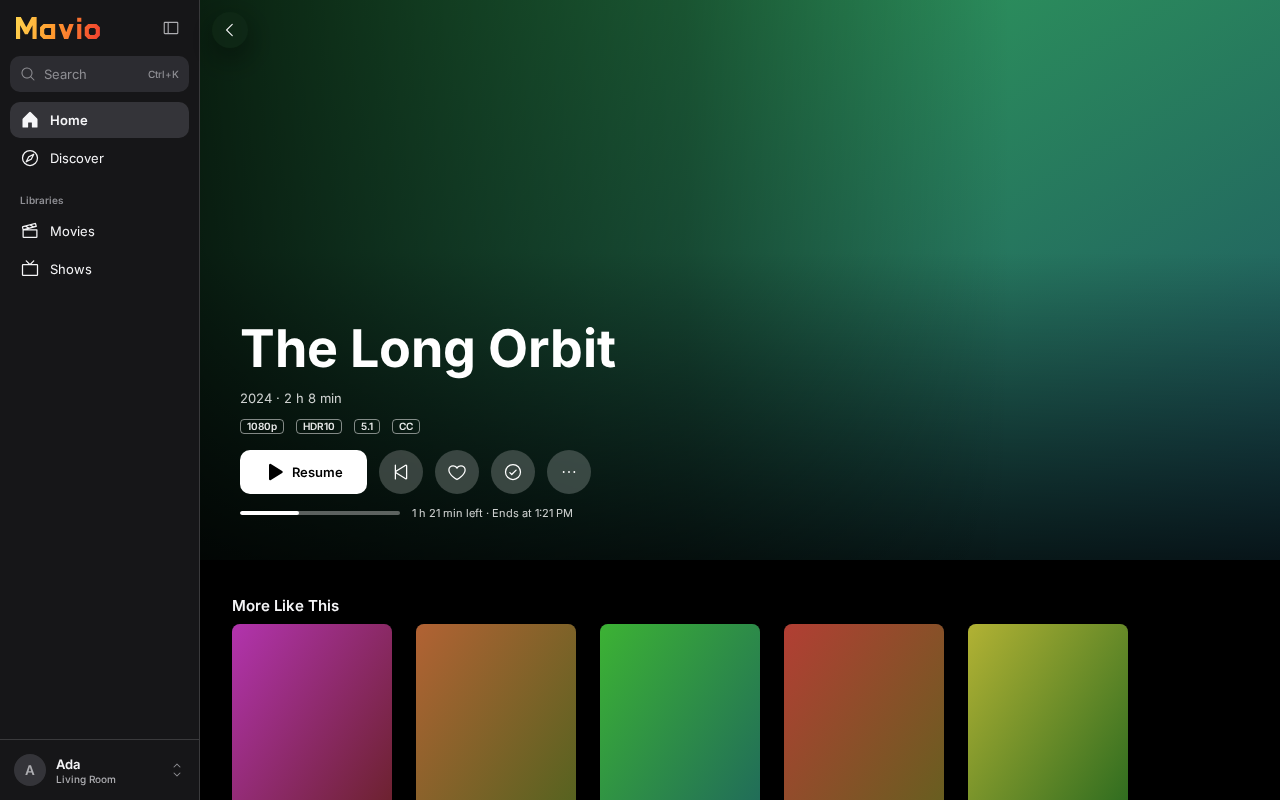 Mavio
Search Ctrl+K
Home
Discover
Libraries
Movies
Shows
The Long Orbit
2024 · 2 h 8 min
1080p HDR10 5.1 CC
Resume
1 h 21 min left · Ends at 1:21 PM
More Like This
A
Ada
Living Room